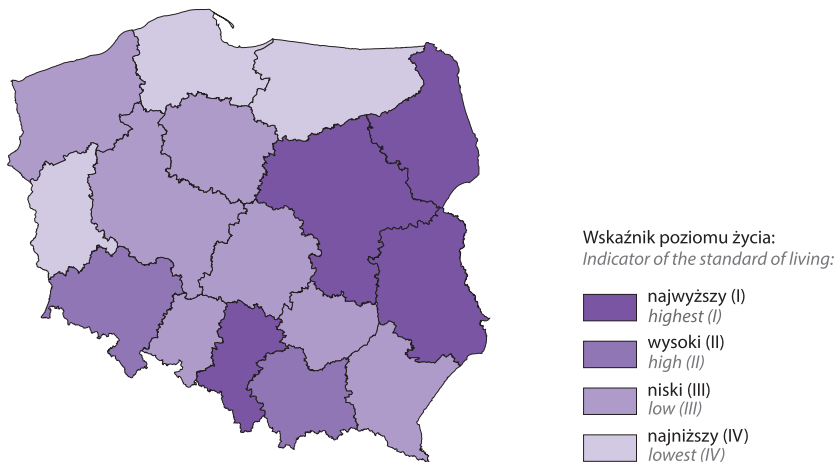 Wskaźnik poziomu życia:
Indicator of the standard of living:
najwyższy (I)
highest (I)
wysoki (II)
high (II)
niski (III)
low (III)
najniższy (IV)
lowest (IV)